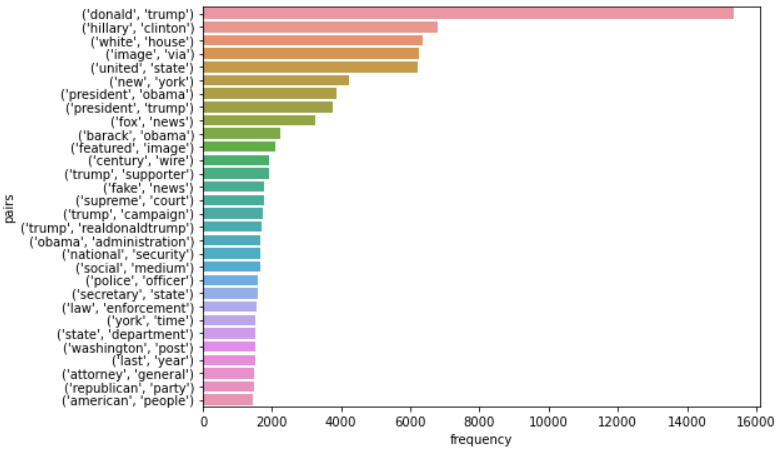 ('donald', 'trump')
('hillary', 'clinton')
('white', 'house')
('image', 'via')
('united', 'state')
('new', 'york')
('president', 'obama')
('president', 'trump')
('fox', 'news')
('barack', 'obama')
('featured', 'image')
('century', 'wire')
('trump', 'supporter')
('fake', 'news')
('supreme', 'court')
('trump', 'campaign')
('trump', 'realdonaldtrump')
('obama', 'administration')
('national', 'security')
('social', 'medium')
('police', 'officer')
('secretary', 'state')
('law', 'enforcement')
('york', 'time')
('state', 'department')
('washington', 'post')
('last', 'year')
('attorney', 'general')
('republican', 'party')
('american', 'people')
pairs
0 2000 4000 6000 8000 10000 12000 14000 16000
frequency